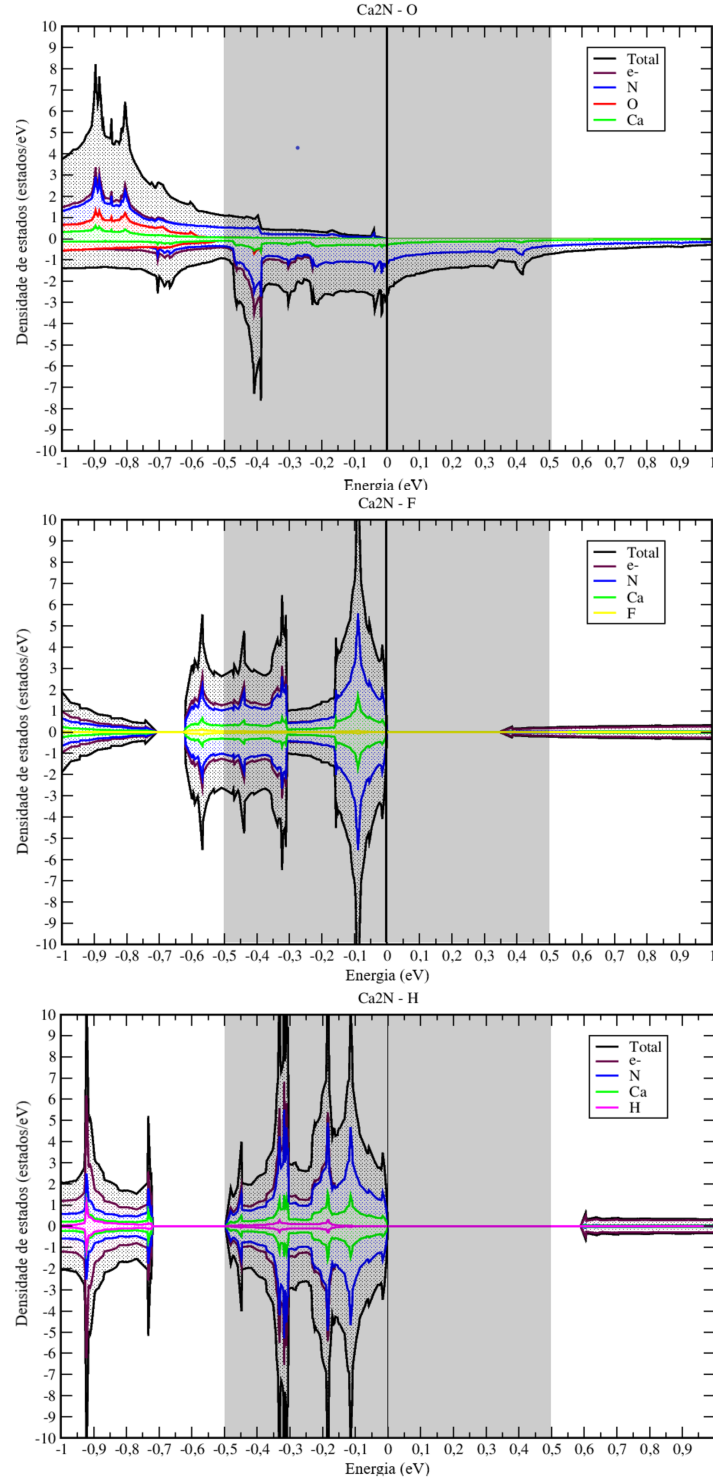 Ca2N - O
10
9
8
7
6
5
4
3
2
1
0
-1
-2
-3
-4
-5
-6
-7
-8
-9
-10
Densidade de estados (estados/eV)
Total
e-
N
O
Ca
-1 -0,9 -0,8 -0,7 -0,6 -0,5 -0,4 -0,3 -0,2 -0,1 0 0,1 0,2 0,3 0,4 0,5 0,6 0,7 0,8 0,9 1
Energia (eV)
Ca2N - F
10
9
8
7
6
5
4
3
2
1
0
-1
-2
-3
-4
-5
-6
-7
-8
-9
-10
Densidade de estados (estados/eV)
Total
e-
N
Ca
F
-1 -0,9 -0,8 -0,7 -0,6 -0,5 -0,4 -0,3 -0,2 -0,1 0 0,1 0,2 0,3 0,4 0,5 0,6 0,7 0,8 0,9 1
Energia (eV)
Ca2N - H
10
9
8
7
6
5
4
3
2
1
0
-1
-2
-3
-4
-5
-6
-7
-8
-9
-10
Densidade de estados (estados/eV)
Total
e-
N
Ca
H
-1 -0,9 -0,8 -0,7 -0,6 -0,5 -0,4 -0,3 -0,2 -0,1 0 0,1 0,2 0,3 0,4 0,5 0,6 0,7 0,8 0,9 1
Energia (eV)